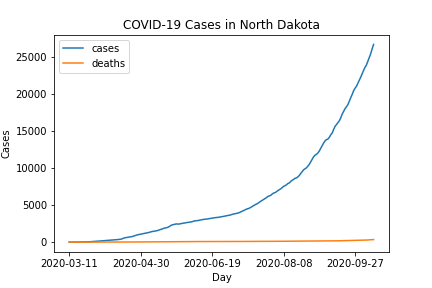 COVID-19 Cases in North Dakota
cases
deaths
25000
20000
15000
10000
5000
0
Cases
2020-03-11 2020-04-30 2020-06-19 2020-08-08 2020-09-27
Day